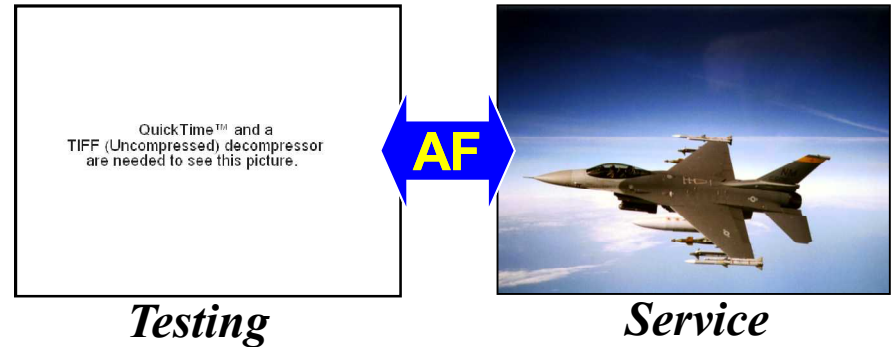 QuickTime™ and a
TIFF (Uncompressed) decompressor
are needed to see this picture.
AF
Testing
Service